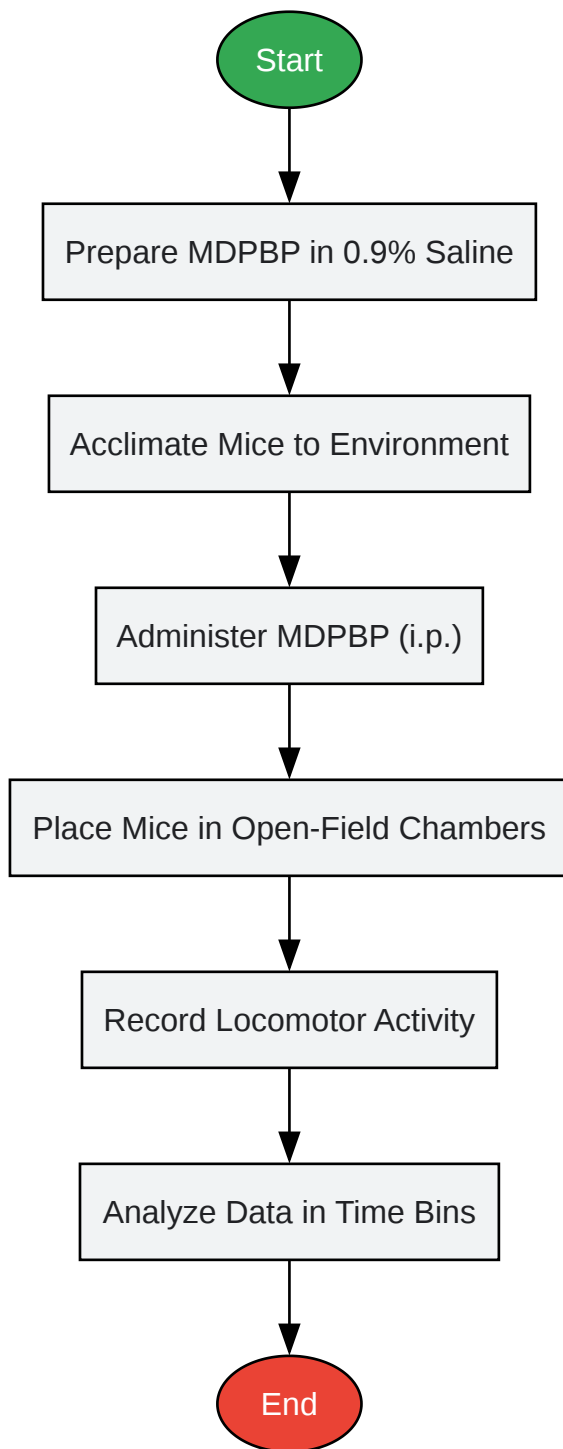 Start
Prepare MDPBP in 0.9% Saline
Acclimate Mice to Environment
Administer MDPBP (i.p.)
Place Mice in Open-Field Chambers
Record Locomotor Activity
Analyze Data in Time Bins
End